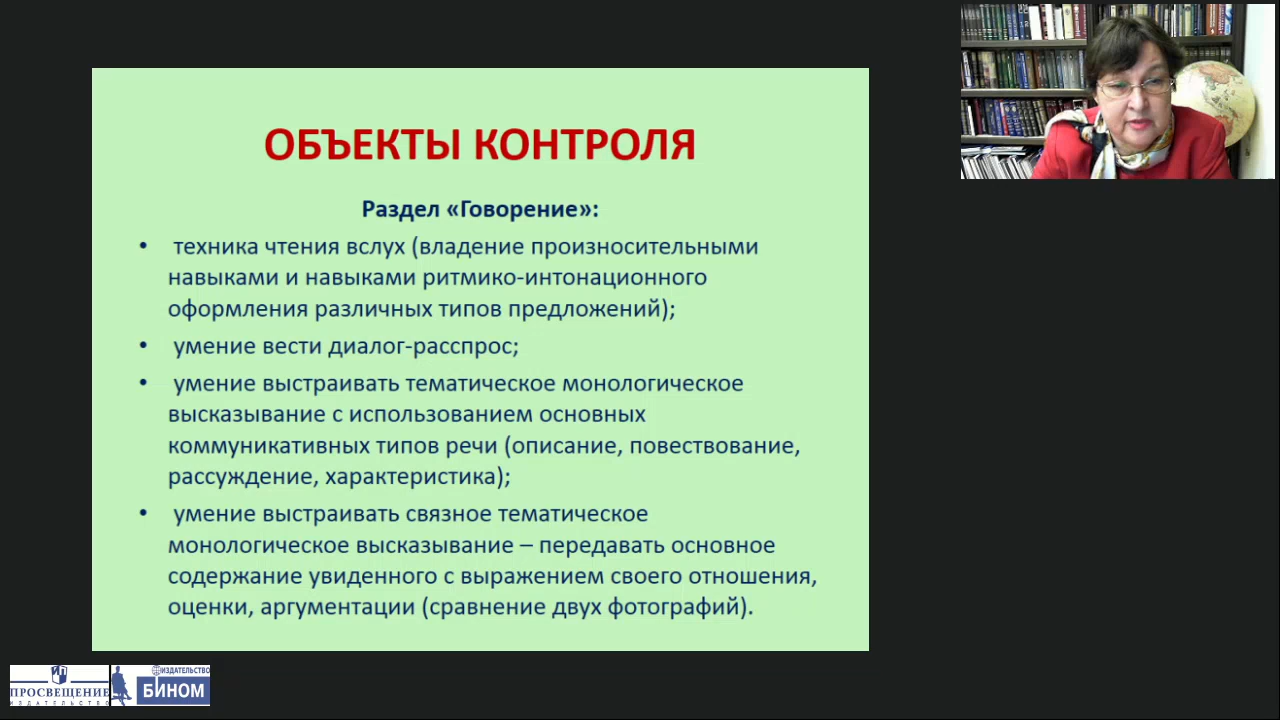 ОБЪЕКТЫ КОНТРОЛЯ
Раздел «Говорение»:
• техника чтения вслух (владение произносительными
навыками и навыками ритмико-интонационного
оформления различных типов предложений);
• умение вести диалог-расспрос;
• умение выстраивать тематическое монологическое
высказывание с использованием основных
коммуникативных типов речи (описание, повествование,
рассуждение, характеристика);
• умение выстраивать связное тематическое
монологическое высказывание – передавать основное
содержание увиденного с выражением своего отношения,
оценки, аргументации (сравнение двух фотографий).
ПРОСВЕЩЕНИЕ
ИЗДАТЕЛЬСТВО
ИЗДАТЕЛЬСТВО
БИНОМ